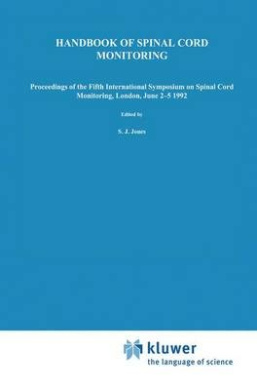 HANDBOOK OF SPINAL CORD
MONITORING
Proceedings of the Fifth International Symposium on Spinal Cord
Monitoring, London, June 2–5 1992
Edited by
S. J. Jones
kluwer
the language of science